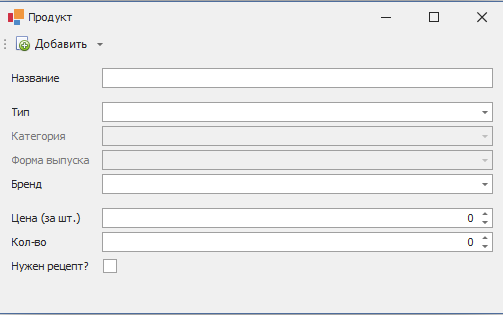 Продукт
Добавить
Название
Тип
Категория
Форма выпуска
Бренд
Цена (за шт.) 0
Кол-во 0
Нужен рецепт?